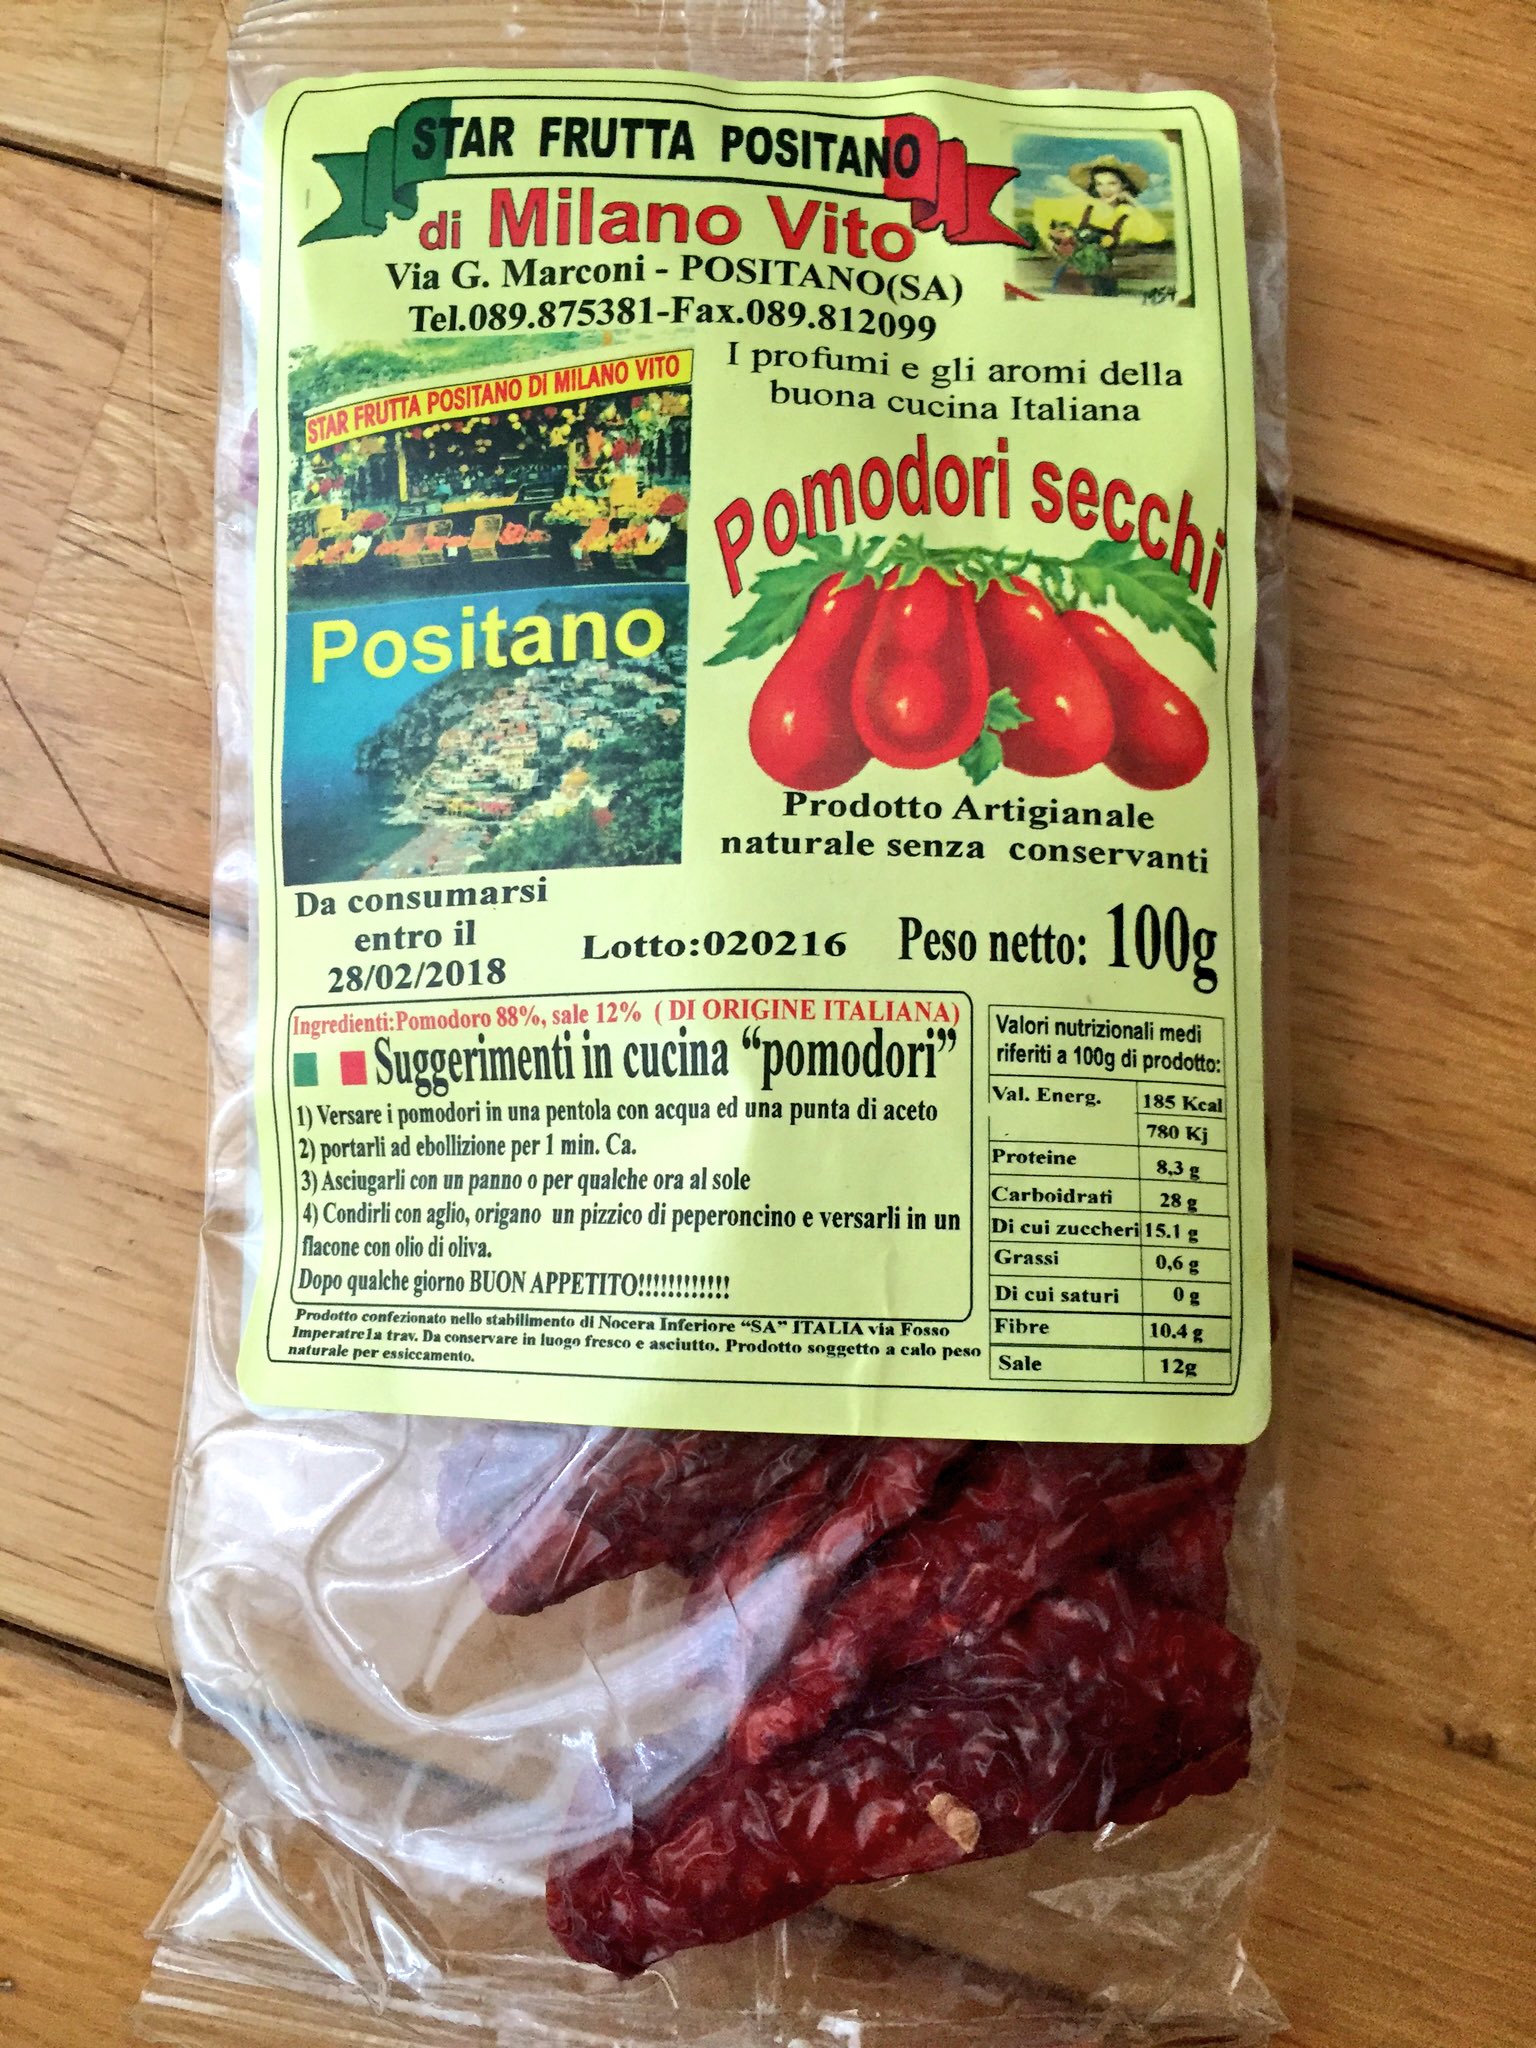 STAR FRUTTA POSITANO
di Milano Vito
Via G. Marconi - POSITANO(SA)
Tel.089.875381-Fax.089.812099
1954
I profumi e gli aromi della
buona cucina Italiana
STAR FRUTTA POSITANO DI MILANO VITO
Positano
Pomodori secchi
Prodotto Artigianale
naturale senza conservanti
Da consumarsi
entro il
28/02/2018
Lotto:020216
Peso netto: 100g
Ingredienti:Pomodoro 88%, sale 12% ( DI ORIGINE ITALIANA)
Suggerimenti in cucina “pomodori”
1) Versare i pomodori in una pentola con acqua ed una punta di aceto
2) portarli ad ebollizione per 1 min. Ca.
3) Asciugarli con un panno o per qualche ora al sole
4) Condirli con aglio, origano un pizzico di peperoncino e versarli in un
flacone con olio di oliva.
Dopo qualche giorno BUON APPETITO!!!!!!!!!!!!
Prodotto confezionato nello stabilimento di Nocera Inferiore “SA” ITALIA via Fosso
Imperatre1a trav. Da conservare in luogo fresco e asciutto. Prodotto soggetto a calo peso
naturale per essiccamento.
Valori nutrizionali medi
riferiti a 100g di prodotto:
Val. Energ. 185 Kcal
780 Kj
Proteine 8,3 g
Carboidrati 28 g
Di cui zuccheri 15.1 g
Grassi 0,6 g
Di cui saturi 0 g
Fibre 10.4 g
Sale 12g